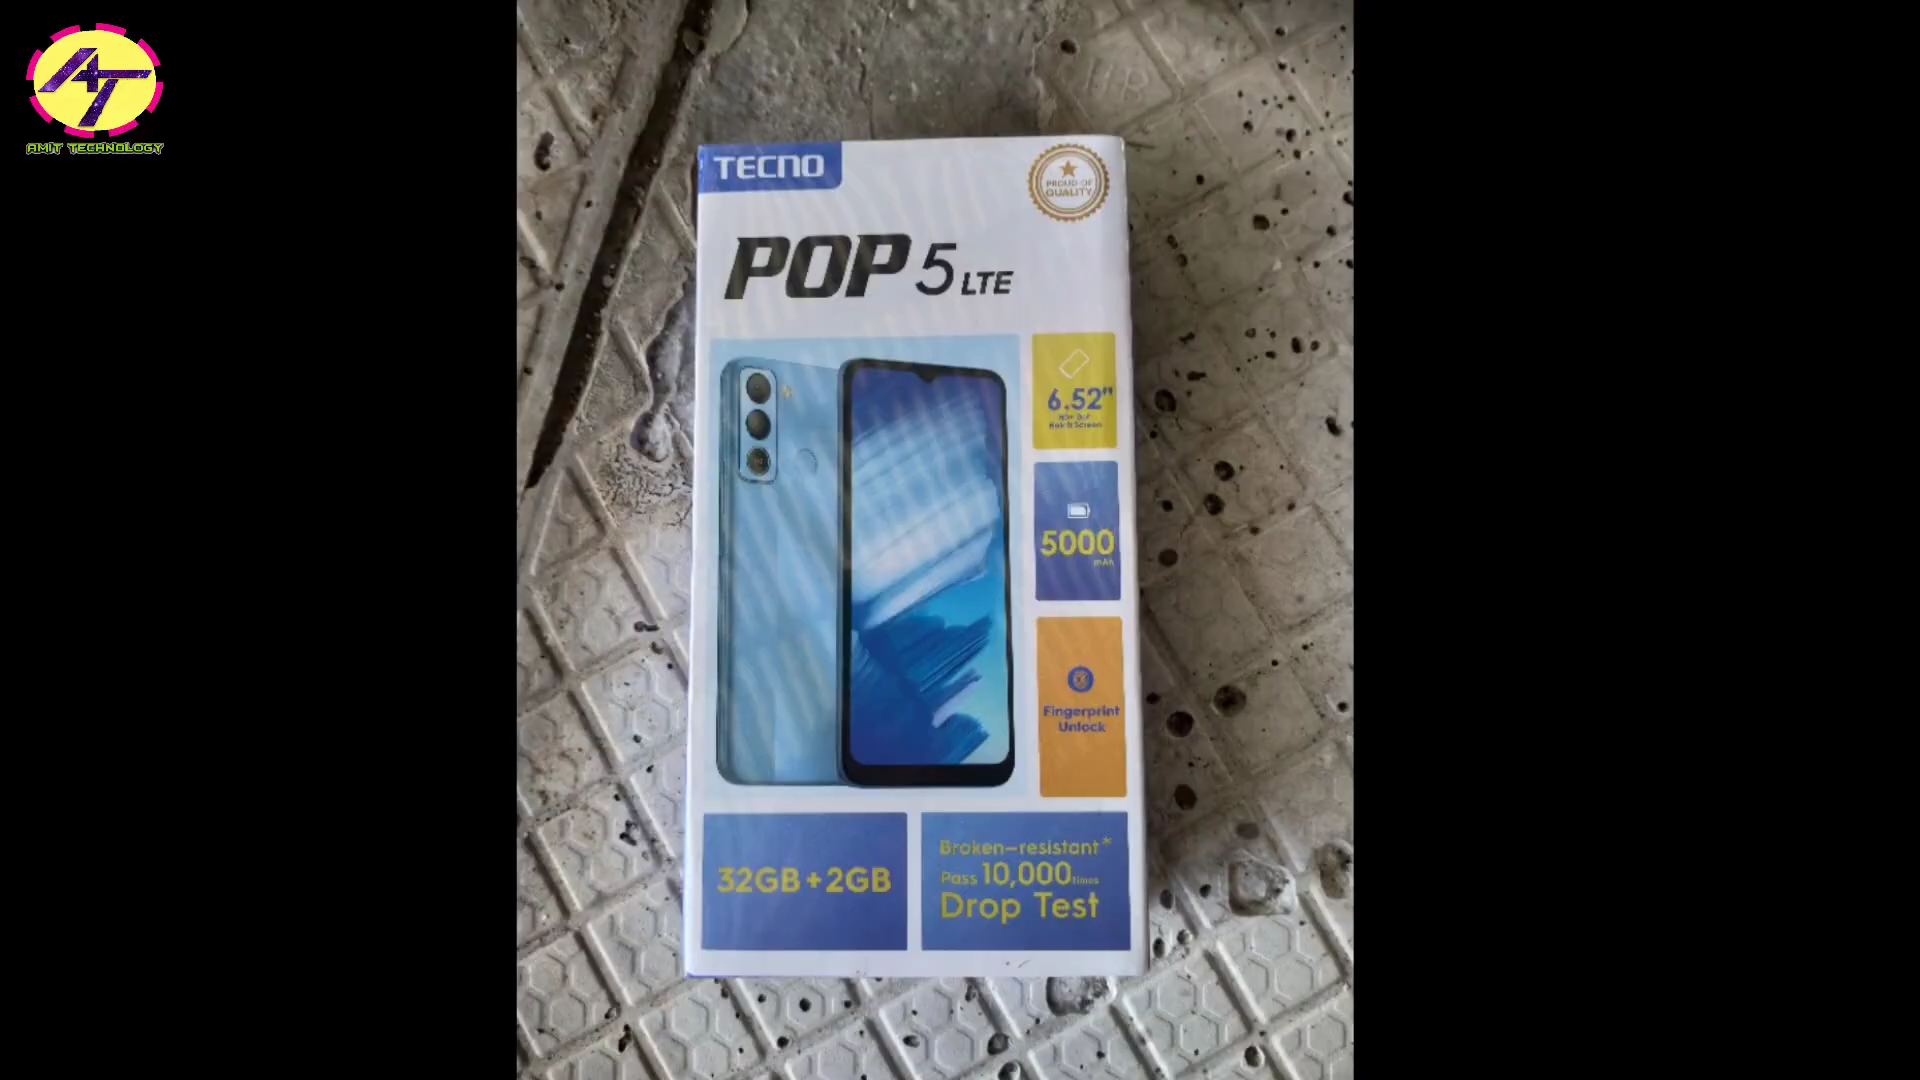 AT
AMIT TECHNOLOGY
TECNO
PROUD OF
QUALITY
POP 5 LTE
6.52"
5000
mAh
Fingerprint
Unlock
32GB+2GB
Broken-resistant*
Pass 10,000 times
Drop Test